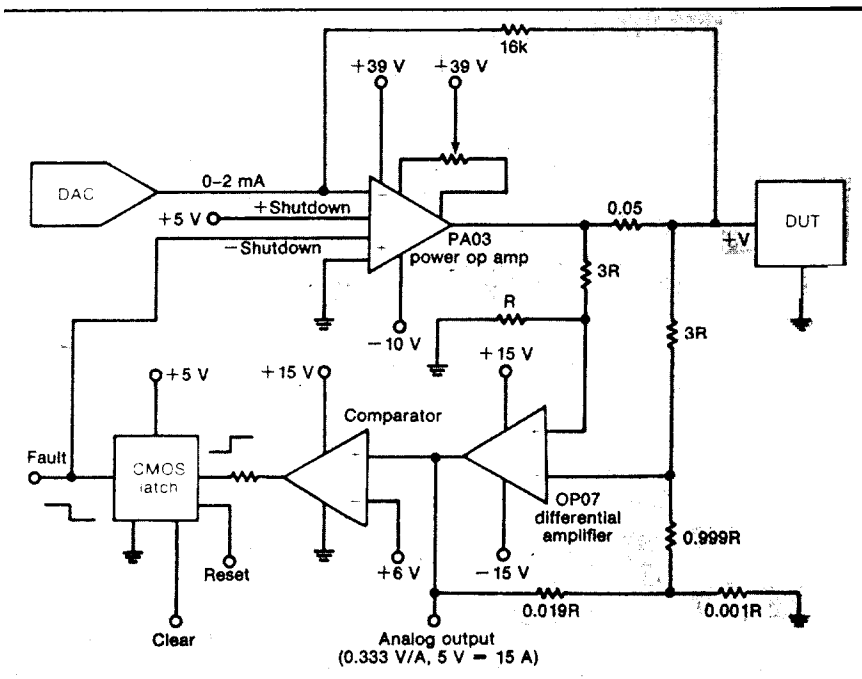 16k
+39 V
+39 V
DAC
0–2 mA
−
+Shutdown
+5 V
−Shutdown
+
PA03
power op amp
0.05
+V
DUT
3R
R
3R
−10 V
+15 V
+5 V
+15 V
Comparator
Fault
CMOS
latch
+
−
+
−
OP07
differential
amplifier
0.999R
+6 V
−15 V
Reset
0.019R
0.001R
Clear
Analog output
(0.333 V/A, 5 V = 15 A)